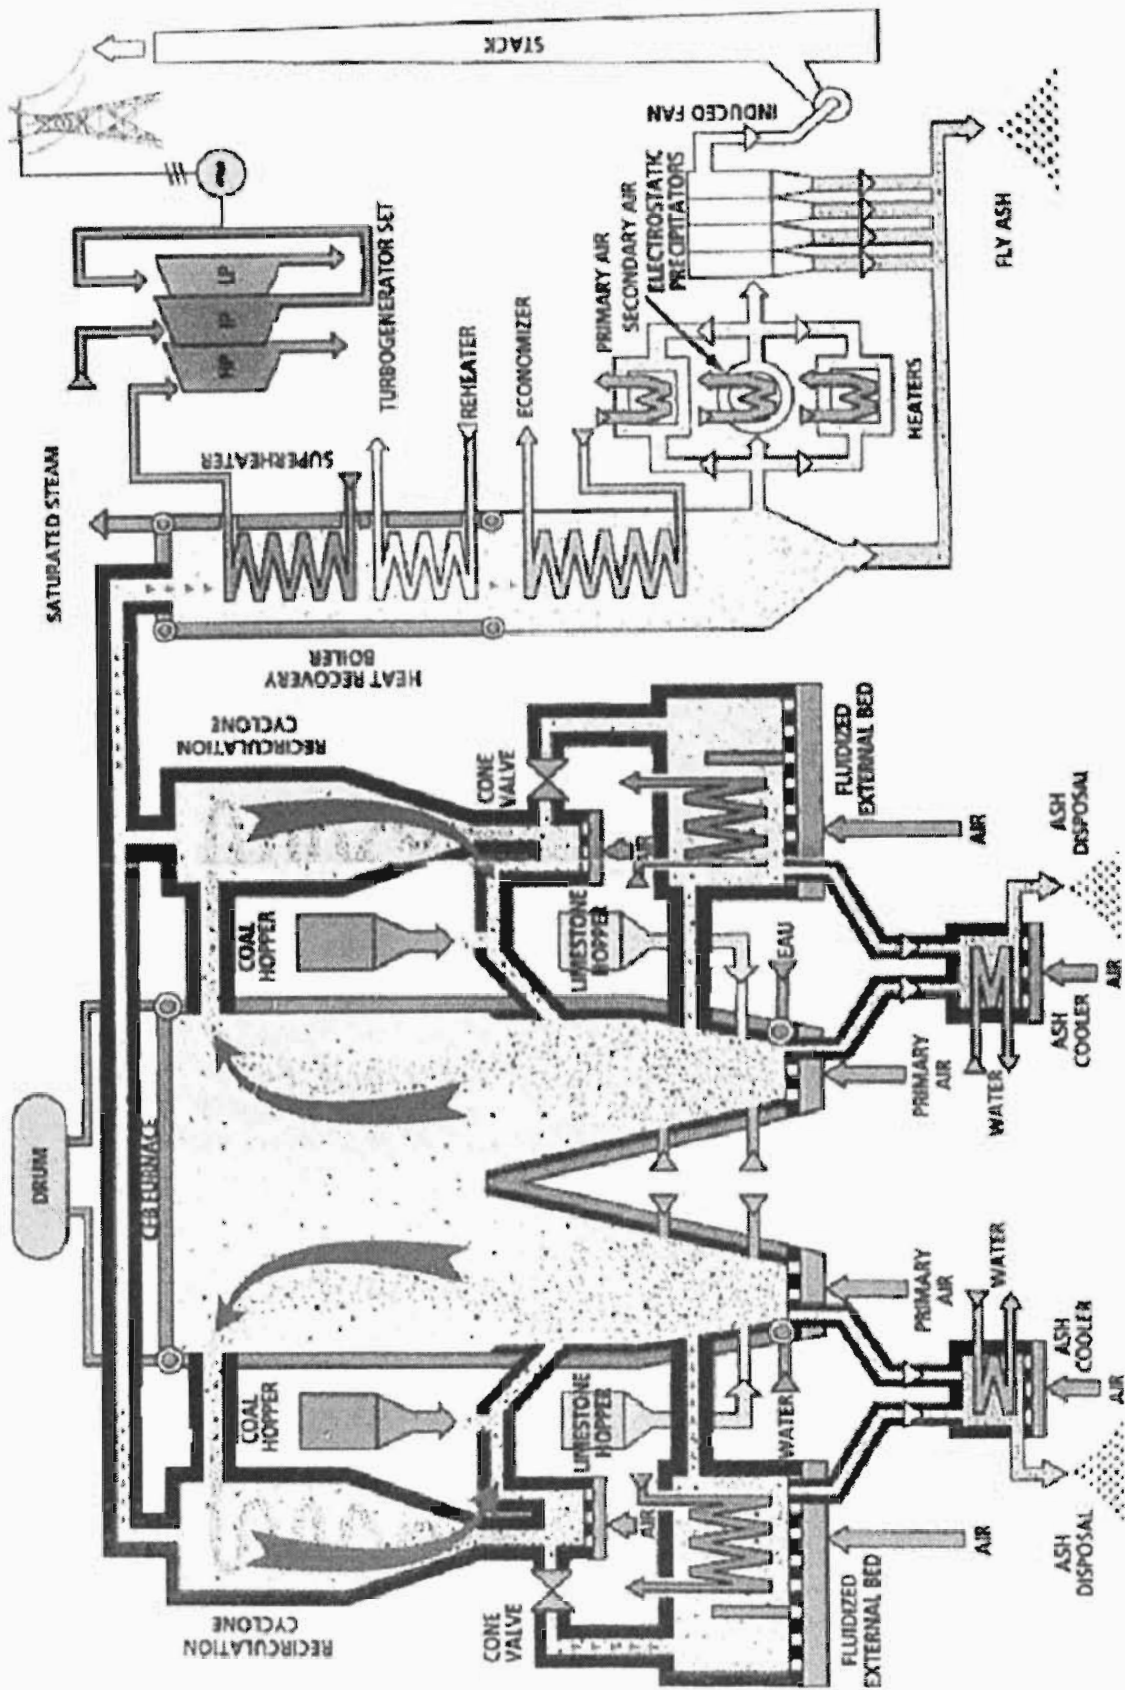 DRUM
CFB FURNACE
SATURATED STEAM
SUPERHEATER
HP
IP
LP
TURBOGENERATOR SET
REHEATER
ECONOMIZER
STACK
RECIRCULATION
CYCLONE
RECIRCULATION
CYCLONE
HEAT RECOVERY
BOILER
COAL
HOPPER
COAL
HOPPER
CONE
VALVE
CONE
VALVE
LIMESTONE
HOPPER
LIMESTONE
HOPPER
AIR
WATER
EAU
PRIMARY AIR
SECONDARY AIR
ELECTROSTATIC
PRECIPITATORS
INDUCED FAN
HEATERS
FLUIDIZED
EXTERNAL BED
FLUIDIZED
EXTERNAL BED
PRIMARY
AIR
PRIMARY
AIR
AIR
AIR
WATER
WATER
ASH
COOLER
ASH
COOLER
AIR
AIR
ASH
DISPOSAL
ASH
DISPOSAL
FLY ASH